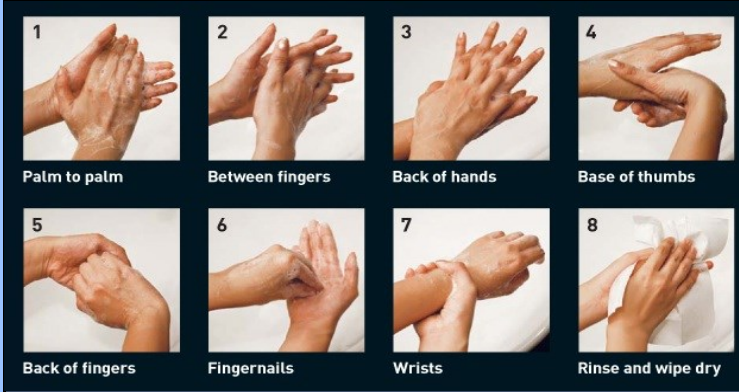 1
2
3
4
Palm to palm
Between fingers
Back of hands
Base of thumbs
5
6
7
8
Back of fingers
Fingernails
Wrists
Rinse and wipe dry